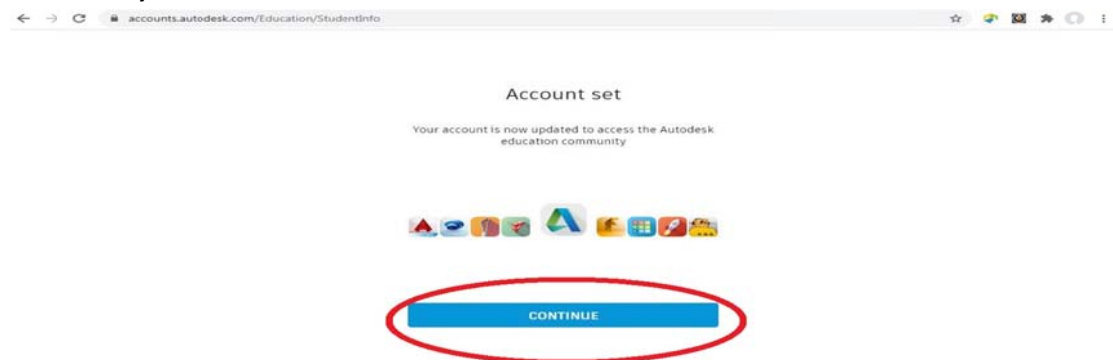 accounts.autodesk.com/Education/StudentInfo
Account set
Your account is now updated to access the Autodesk
education community
CONTINUE